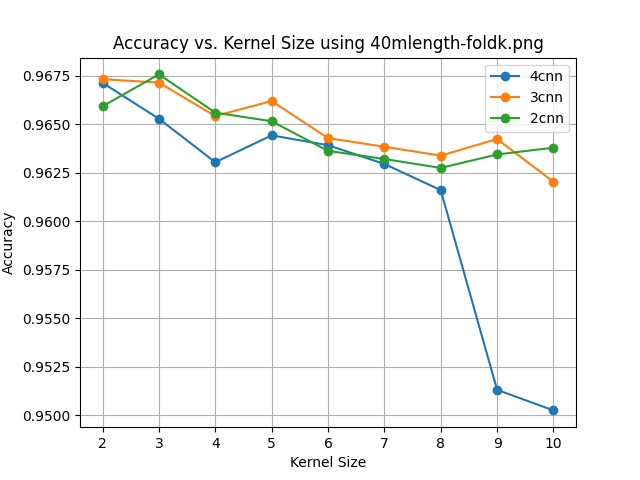 Accuracy vs. Kernel Size using 40mlength-foldk.png
0.9675
0.9650
0.9625
0.9600
0.9575
0.9550
0.9525
0.9500
Accuracy
4cnn
3cnn
2cnn
2 3 4 5 6 7 8 9 10
Kernel Size